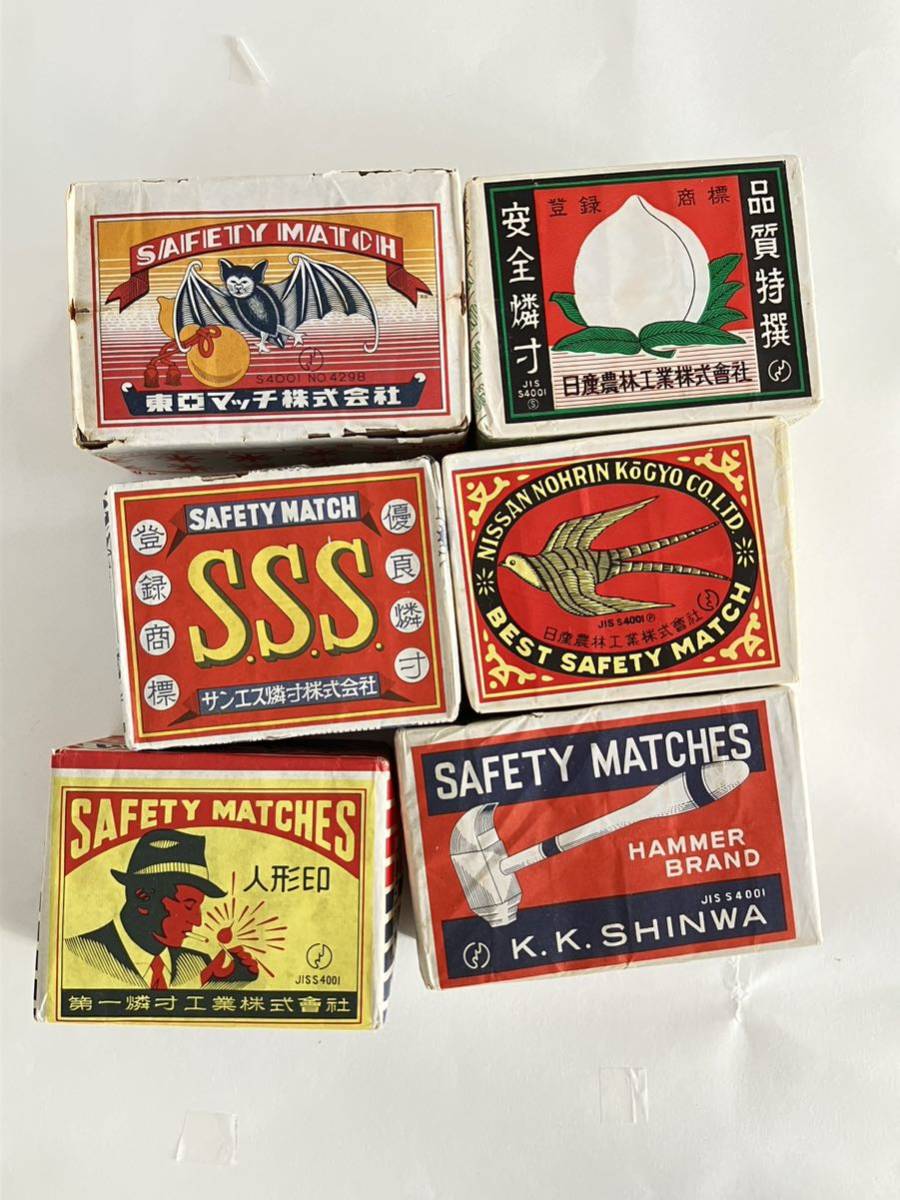 SAFETY MATCH
S4001 NO.4298
東亞マッチ株式会社
登録 商標
安全燐寸
品質特撰
JIS
S4001
S
日産農林工業株式會社
SAFETY MATCH
登録商標
S.S.S.
優良燐寸
サンエス燐寸株式会社
NISSAN NOHRIN KōGYO CO.LTD.
JIS S4001 P
日産農林工業株式會社
BEST SAFETY MATCH
SAFETY MATCHES
人形印
JIS S4001
第一燐寸工業株式會社
SAFETY MATCHES
HAMMER
BRAND
JIS S4001
K.K. SHINWA